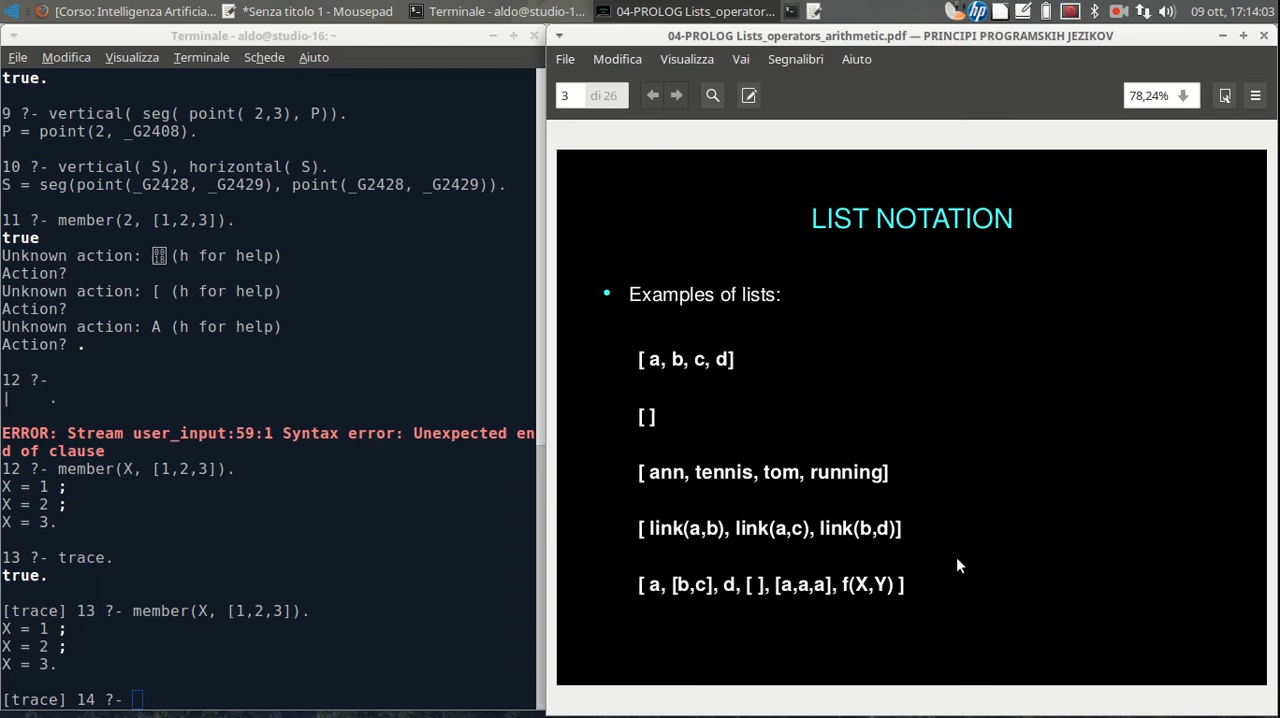 [Corso: Intelligenza Artificia...
*Senza titolo 1 - Mousepad
Terminale - aldo@studio-1...
04-PROLOG Lists_operator...
09 ott, 17:14:03
Terminale - aldo@studio-16: ~
File Modifica Visualizza Terminale Schede Aiuto
true.
9 ?- vertical( seg( point( 2,3), P)).
P = point(2, _G2408).
10 ?- vertical( S), horizontal( S).
S = seg(point(_G2428, _G2429), point(_G2428, _G2429)).
11 ?- member(2, [1,2,3]).
true
Unknown action: (h for help)
Action?
Unknown action: [ (h for help)
Action?
Unknown action: A (h for help)
Action? .
12 ?-
| .
ERROR: Stream user_input:59:1 Syntax error: Unexpected en
d of clause
12 ?- member(X, [1,2,3]).
X = 1 ;
X = 2 ;
X = 3.
13 ?- trace.
true.
[trace] 13 ?- member(X, [1,2,3]).
X = 1 ;
X = 2 ;
X = 3.
[trace] 14 ?-
04-PROLOG Lists_operators_arithmetic.pdf — PRINCIPI PROGRAMSKIH JEZIKOV
File Modifica Visualizza Vai Segnalibri Aiuto
3 di 26
78,24%
LIST NOTATION
• Examples of lists:
[ a, b, c, d]
[ ]
[ ann, tennis, tom, running]
[ link(a,b), link(a,c), link(b,d)]
[ a, [b,c], d, [ ], [a,a,a], f(X,Y) ]